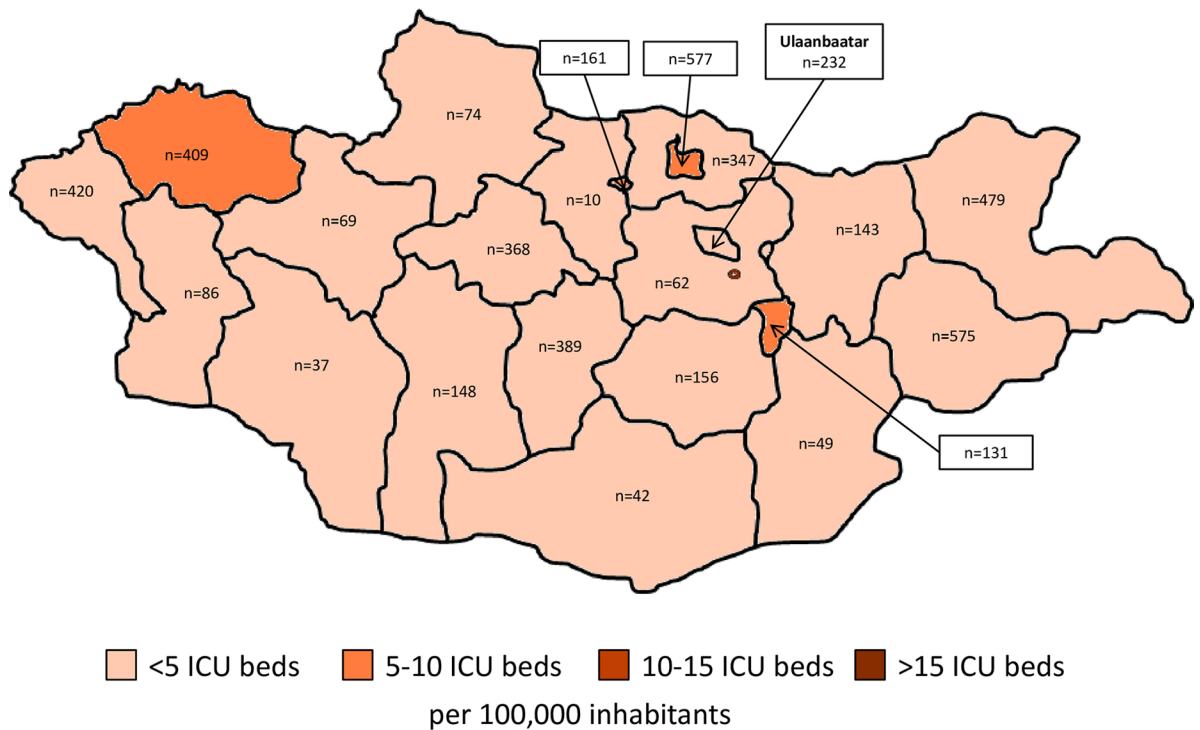 Ulaanbaatar
n=161
n=577
n=232
n=74
n=409
n=347
n=420
n=10
n=479
n=69
n=143
n=368
n=86
n=62
n=575
n=389
n=37
n=156
n=148
n=49
n=131
n=42
<5 ICU beds
5-10 ICU beds
10-15 ICU beds
>15 ICU beds
per 100,000 inhabitants